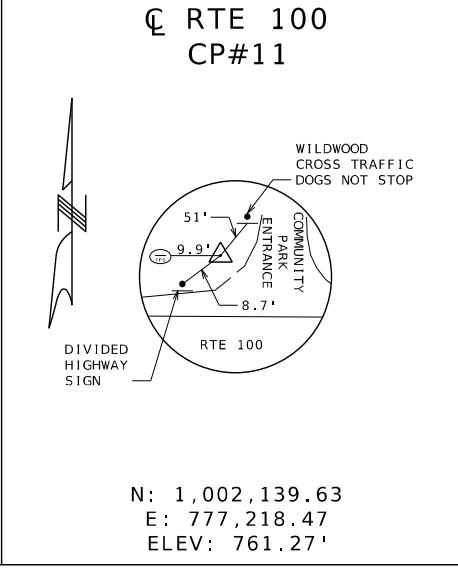 ℄ RTE 100
CP#11
WILDWOOD
CROSS TRAFFIC
DOGS NOT STOP
51'
COMMUNITY
PARK
ENTRANCE
9.9'
8.7'
RTE 100
DIVIDED
HIGHWAY
SIGN
N: 1,002,139.63
E: 777,218.47
ELEV: 761.27'